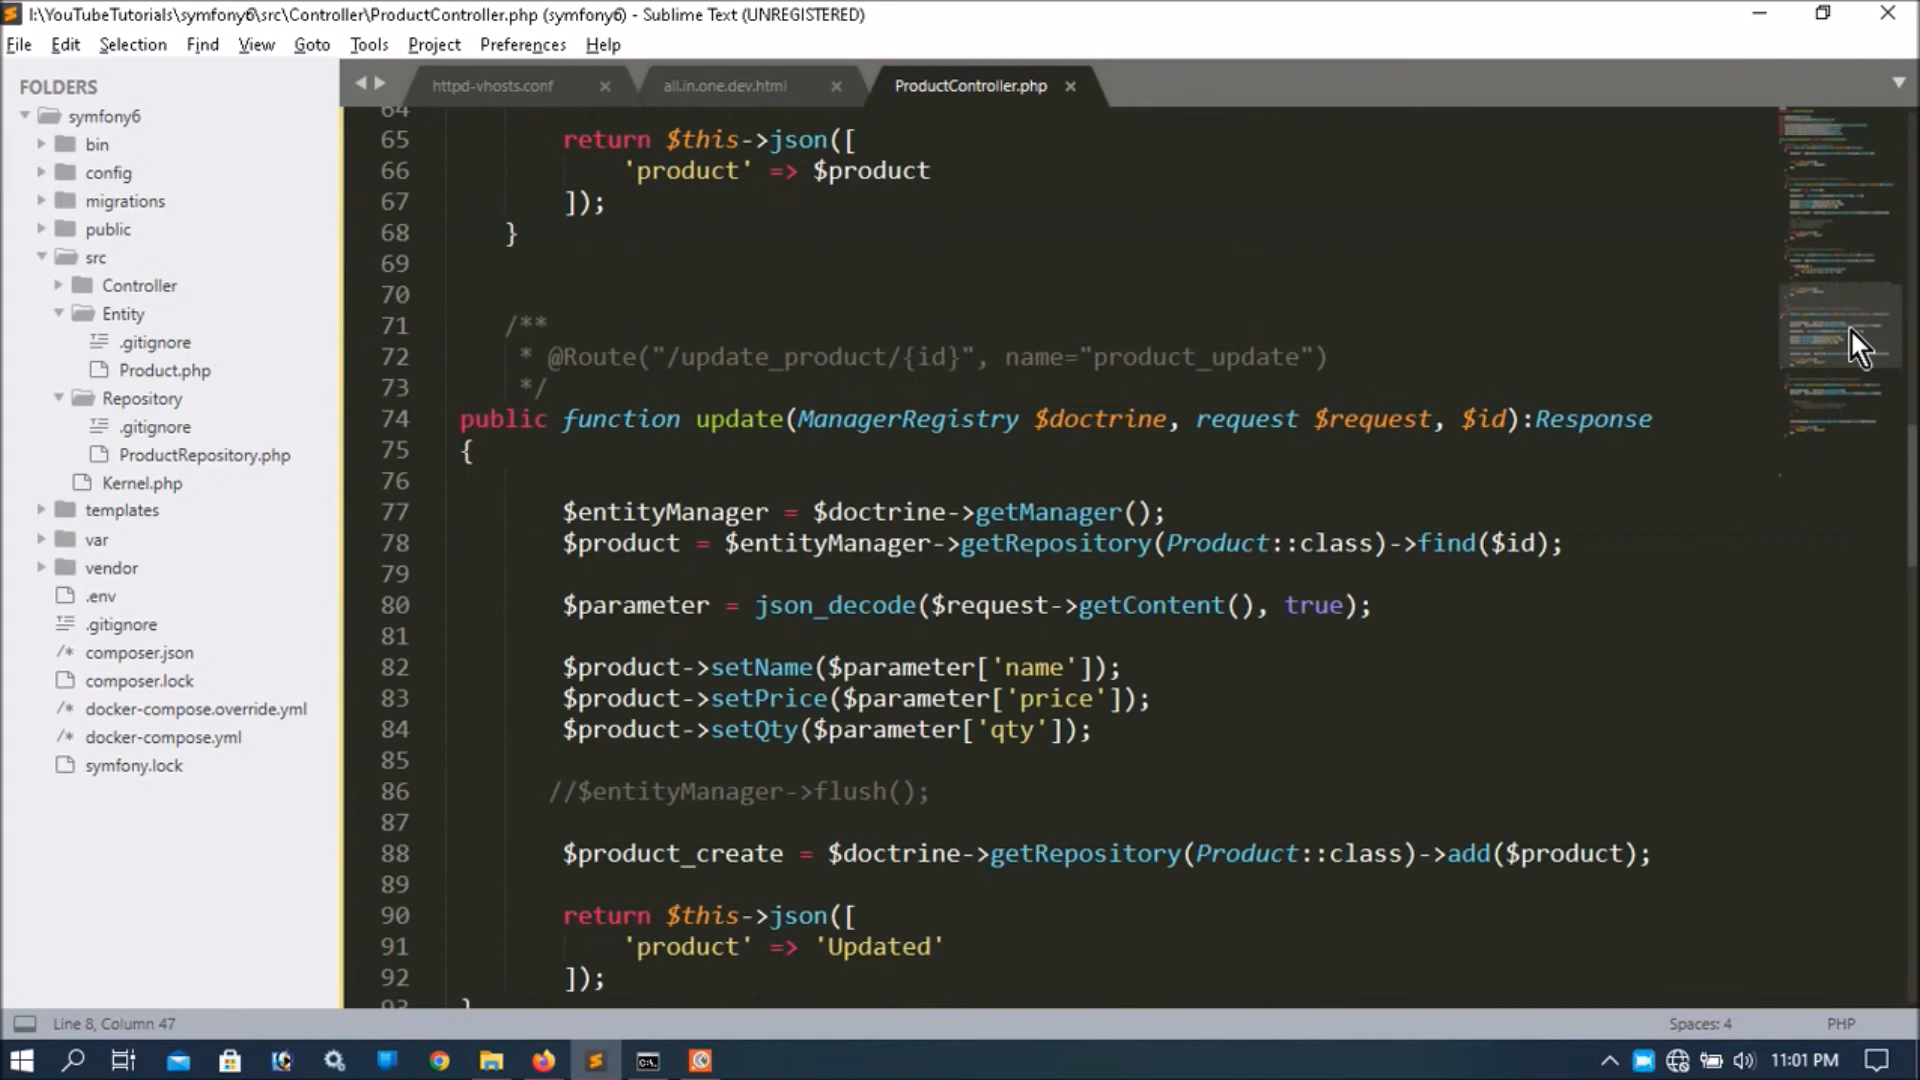 I:\YouTubeTutorials\symfony6\src\Controller\ProductController.php (symfony6) - Sublime Text (UNREGISTERED)
File Edit Selection Find View Goto Tools Project Preferences Help
FOLDERS
symfony6
bin
config
migrations
public
src
Controller
Entity
.gitignore
Product.php
Repository
.gitignore
ProductRepository.php
Kernel.php
templates
var
vendor
.env
.gitignore
/* composer.json
composer.lock
/* docker-compose.override.yml
/* docker-compose.yml
symfony.lock
httpd-vhosts.conf × all.in.one.dev.html × ProductController.php ×
64
65 return $this->json([
66 'product' => $product
67 ]);
68 }
69
70
71 /**
72 * @Route("/update_product/{id}", name="product_update")
73 */
74 public function update(ManagerRegistry $doctrine, request $request, $id):Response
75 {
76
77 $entityManager = $doctrine->getManager();
78 $product = $entityManager->getRepository(Product::class)->find($id);
79
80 $parameter = json_decode($request->getContent(), true);
81
82 $product->setName($parameter['name']);
83 $product->setPrice($parameter['price']);
84 $product->setQty($parameter['qty']);
85
86 //$entityManager->flush();
87
88 $product_create = $doctrine->getRepository(Product::class)->add($product);
89
90 return $this->json([
91 'product' => 'Updated'
92 ]);
93 }
Line 8, Column 47
Spaces: 4 PHP
11:01 PM